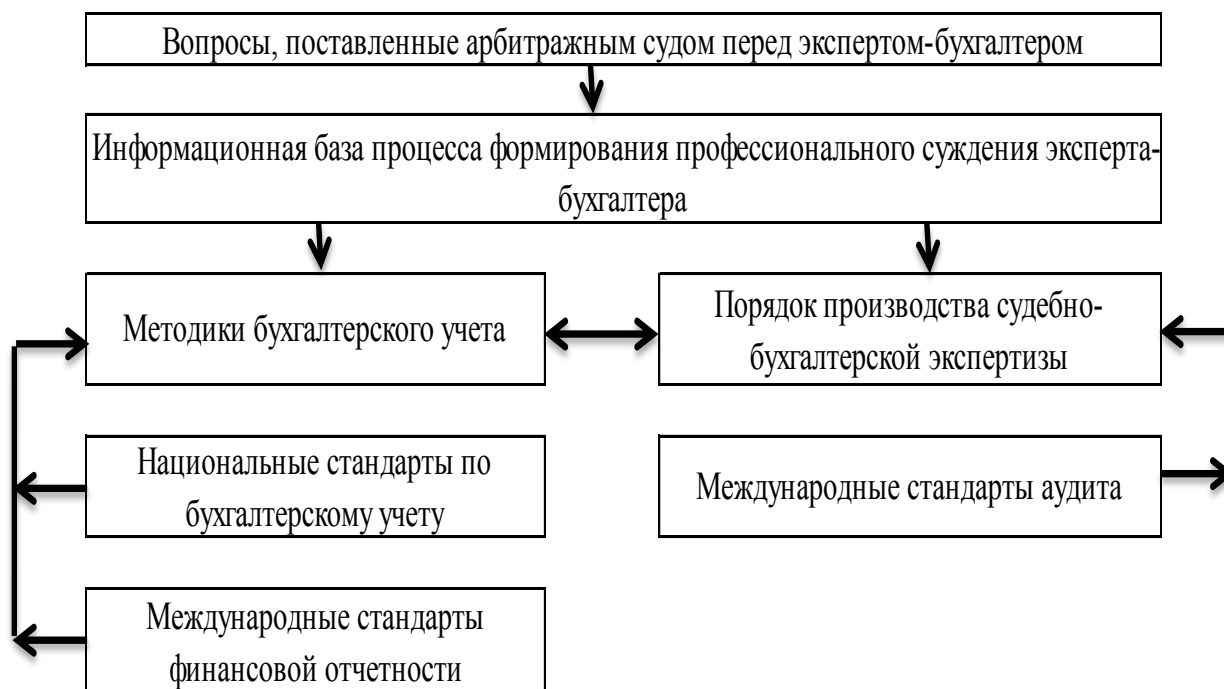 Вопросы, поставленные арбитражным судом перед экспертом-бухгалтером
Информационная база процесса формирования профессионального суждения эксперта-
бухгалтера
Методики бухгалтерского учета
Порядок производства судебно-
бухгалтерской экспертизы
Национальные стандарты по
бухгалтерскому учету
Международные стандарты аудита
Международные стандарты
финансовой отчетности